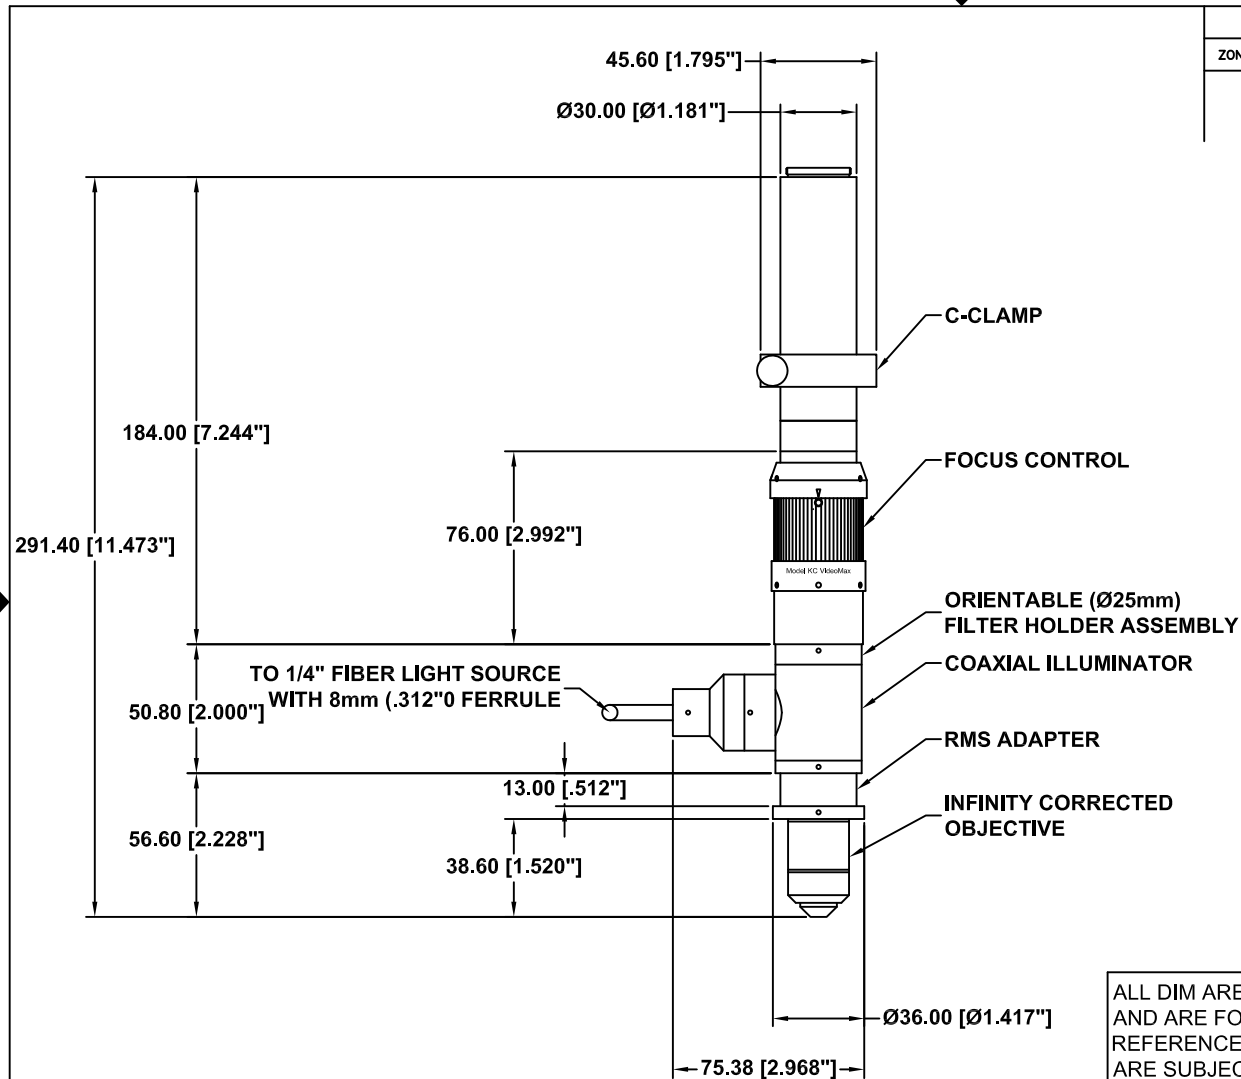 45.60 [1.795"]
ZON
Ø30.00 [Ø1.181"]
C-CLAMP
184.00 [7.244"]
FOCUS CONTROL
76.00 [2.992"]
291.40 [11.473"]
Model KC VideoMax
ORIENTABLE (Ø25mm)
FILTER HOLDER ASSEMBLY
COAXIAL ILLUMINATOR
TO 1/4" FIBER LIGHT SOURCE
WITH 8mm (.312"0 FERRULE
50.80 [2.000"]
RMS ADAPTER
13.00 [.512"]
INFINITY CORRECTED
OBJECTIVE
56.60 [2.228"]
38.60 [1.520"]
Ø36.00 [Ø1.417"]
75.38 [2.968"]
ALL DIM ARE
AND ARE FO
REFERENCE
ARE SUBJEC